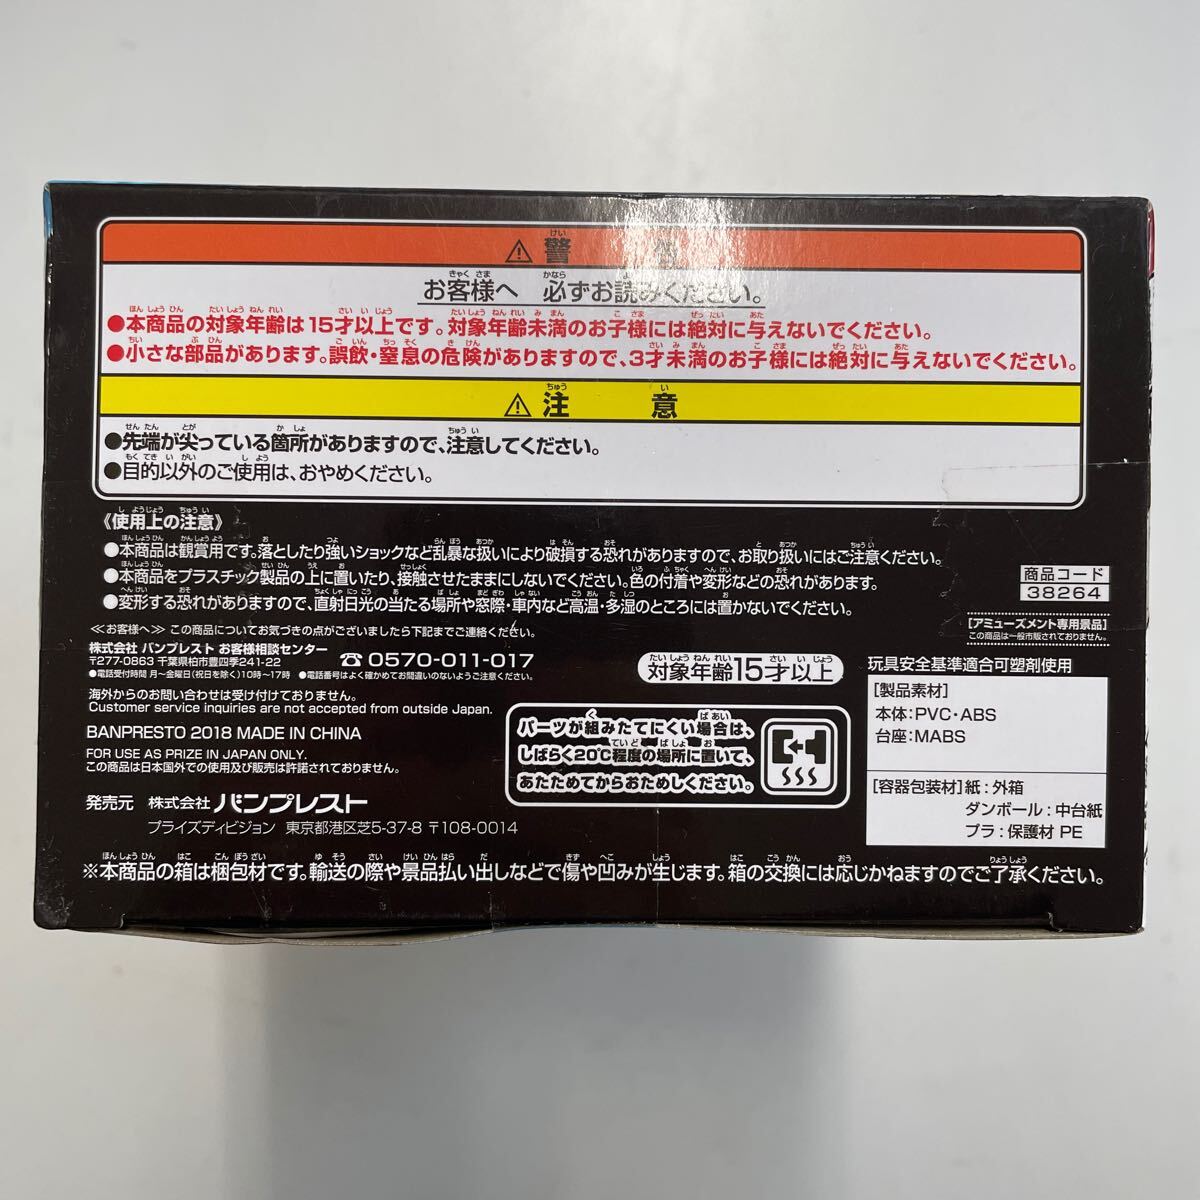 ⚠警 告
お客様へ 必ずお読みください。
●本商品の対象年齢は15才以上です。対象年齢未満のお子様には絶対に与えないでください。
●小さな部品があります。誤飲・窒息の危険がありますので、3才未満のお子様には絶対に与えないでください。
⚠注 意
●先端が尖っている箇所がありますので、注意してください。
●目的以外のご使用は、おやめください。
《使用上の注意》
●本商品は観賞用です。落としたり強いショックなど乱暴な扱いにより破損する恐れがありますので、お取り扱いにはご注意ください。
●本商品をプラスチック製品の上に置いたり、接触させたままにしないでください。色の付着や変形などの恐れがあります。
●変形する恐れがありますので、直射日光の当たる場所や窓際・車内など高温・多湿のところには置かないでください。
商品コード
38264
[アミューズメント専用景品]
この商品は一般市販されておりません。
≪お客様へ≫ この商品についてお気づきの点がございましたら下記までご連絡ください。
株式会社 バンプレスト お客様相談センター
〒277-0863 千葉県柏市豊四季241-22
☎0570-011-017
●電話受付時間 月〜金曜日(祝日を除く)10時〜17時 ●電話番号はよく確かめてお間違いのないようご注意ください。
対象年齢15才以上
海外からのお問い合わせは受け付けておりません。
Customer service inquiries are not accepted from outside Japan.
BANPRESTO 2018 MADE IN CHINA
FOR USE AS PRIZE IN JAPAN ONLY.
この商品は日本国外での使用及び販売は許諾されておりません。
発売元 株式会社バンプレスト
プライズディビジョン 東京都港区芝5-37-8 〒108-0014
パーツが組みたてにくい場合は、
しばらく20℃程度の場所に置いて、
あたためてからおためしください。
玩具安全基準適合可塑剤使用
[製品素材]
本体:PVC・ABS
台座:MABS
[容器包装材]紙:外箱
ダンボール:中台紙
プラ:保護材 PE
※本商品の箱は梱包材です。輸送の際や景品払い出しなどで傷や凹みが生じます。箱の交換には応じかねますのでご了承ください。